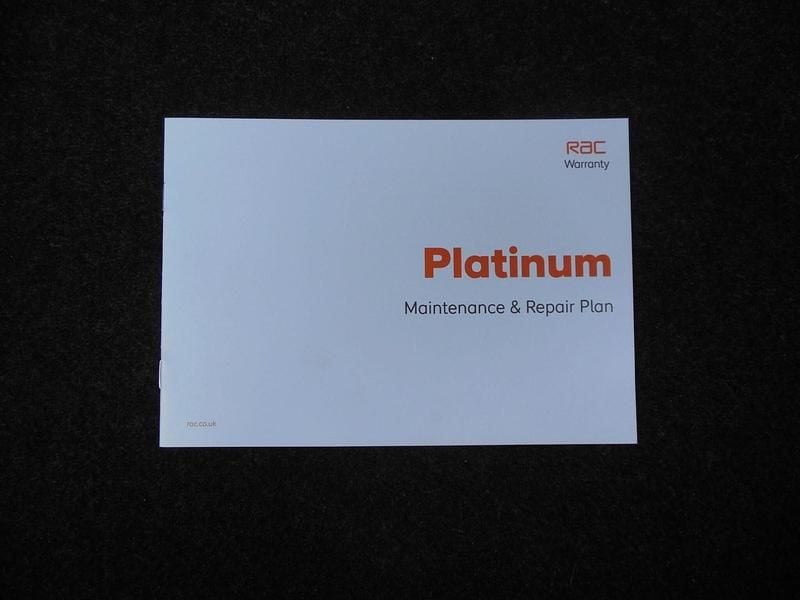 RAC
Warranty
Platinum
Maintenance & Repair Plan
rac.co.uk